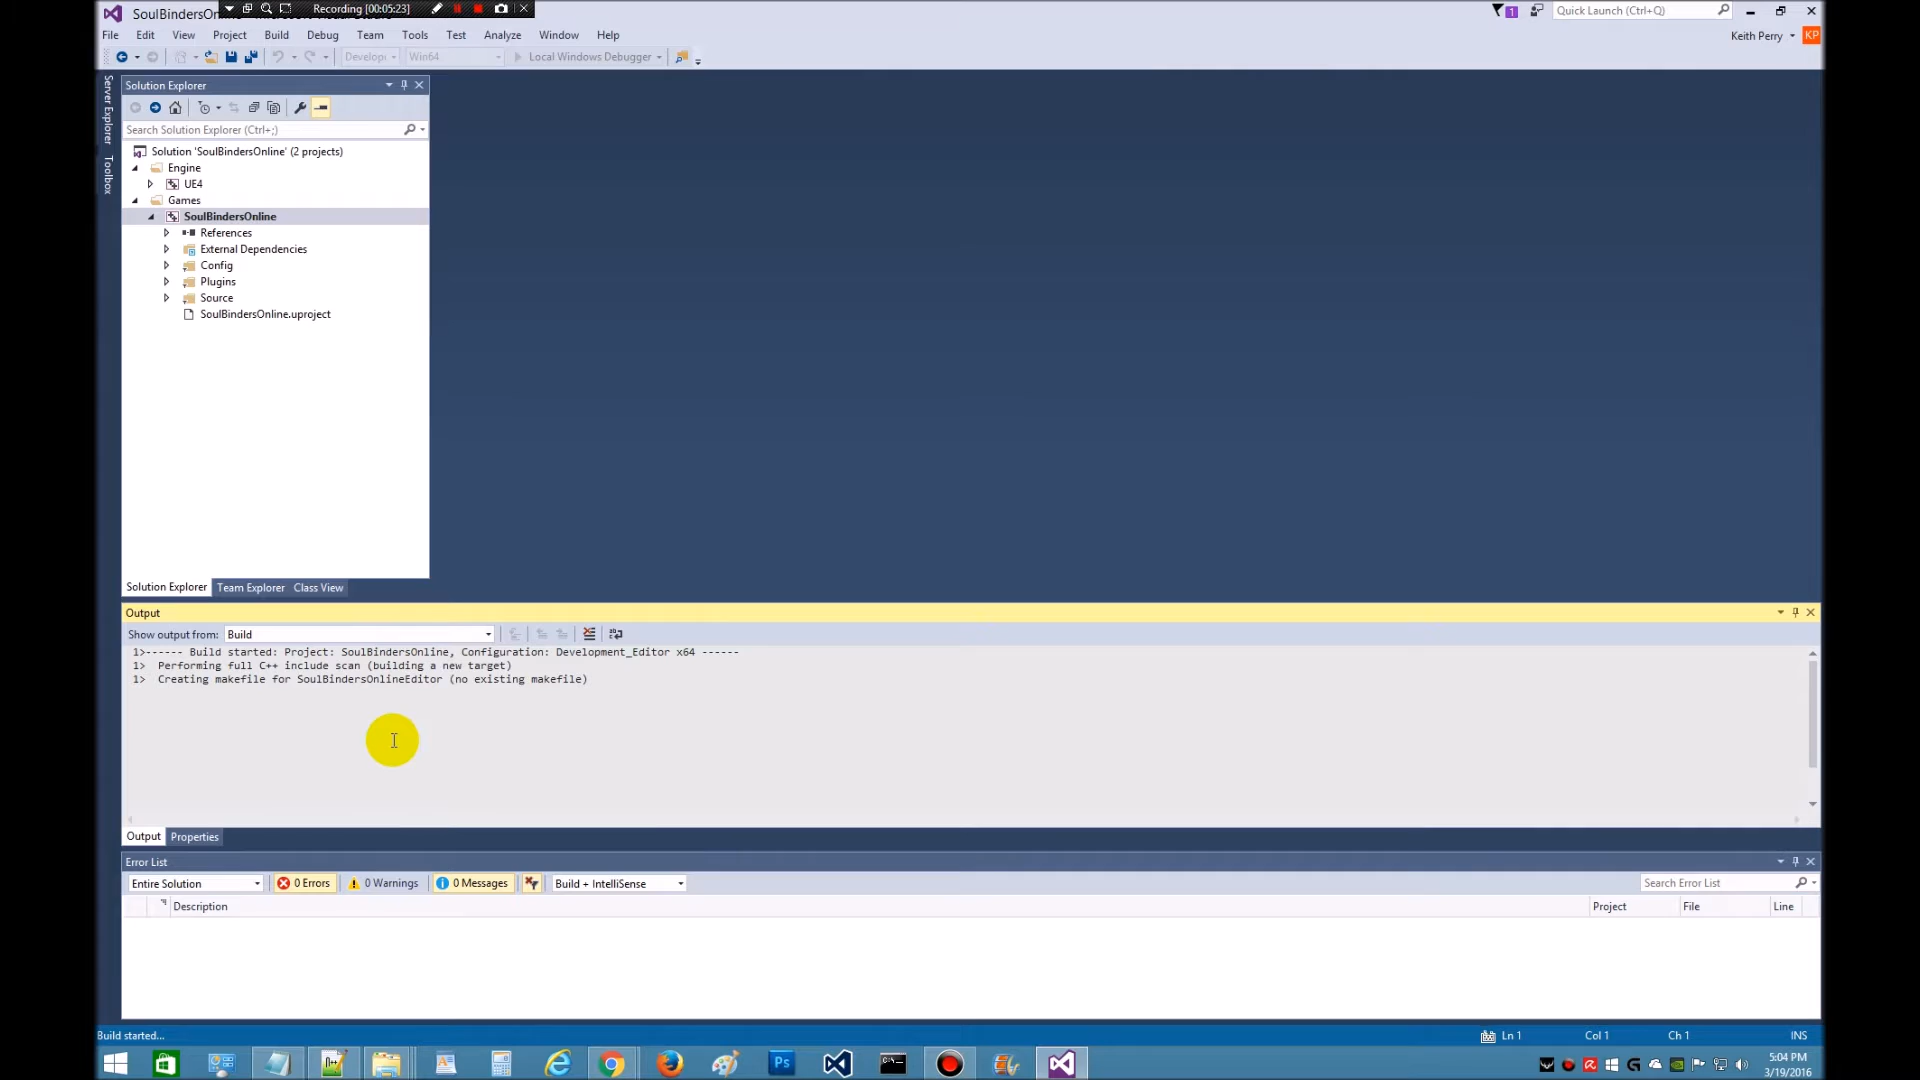 SoulBindersOn
Recording [00:05:23]
Quick Launch (Ctrl+Q)
1
File Edit View Project Build Debug Team Tools Test Analyze Window Help
Keith Perry KP
Developi Win64 Local Windows Debugger
Server Explorer
Toolbox
Solution Explorer
Search Solution Explorer (Ctrl+;)
Solution 'SoulBindersOnline' (2 projects)
Engine
UE4
Games
SoulBindersOnline
References
External Dependencies
Config
Plugins
Source
SoulBindersOnline.uproject
Solution Explorer Team Explorer Class View
Output
Show output from: Build
1>------ Build started: Project: SoulBindersOnline, Configuration: Development_Editor x64 ------
1> Performing full C++ include scan (building a new target)
1> Creating makefile for SoulBindersOnlineEditor (no existing makefile)
Output Properties
Error List
Entire Solution 0 Errors 0 Warnings 0 Messages Build + IntelliSense Search Error List
Description Project File Line
Build started... Ln 1 Col 1 Ch 1 INS
Ps
5:04 PM
3/19/2016